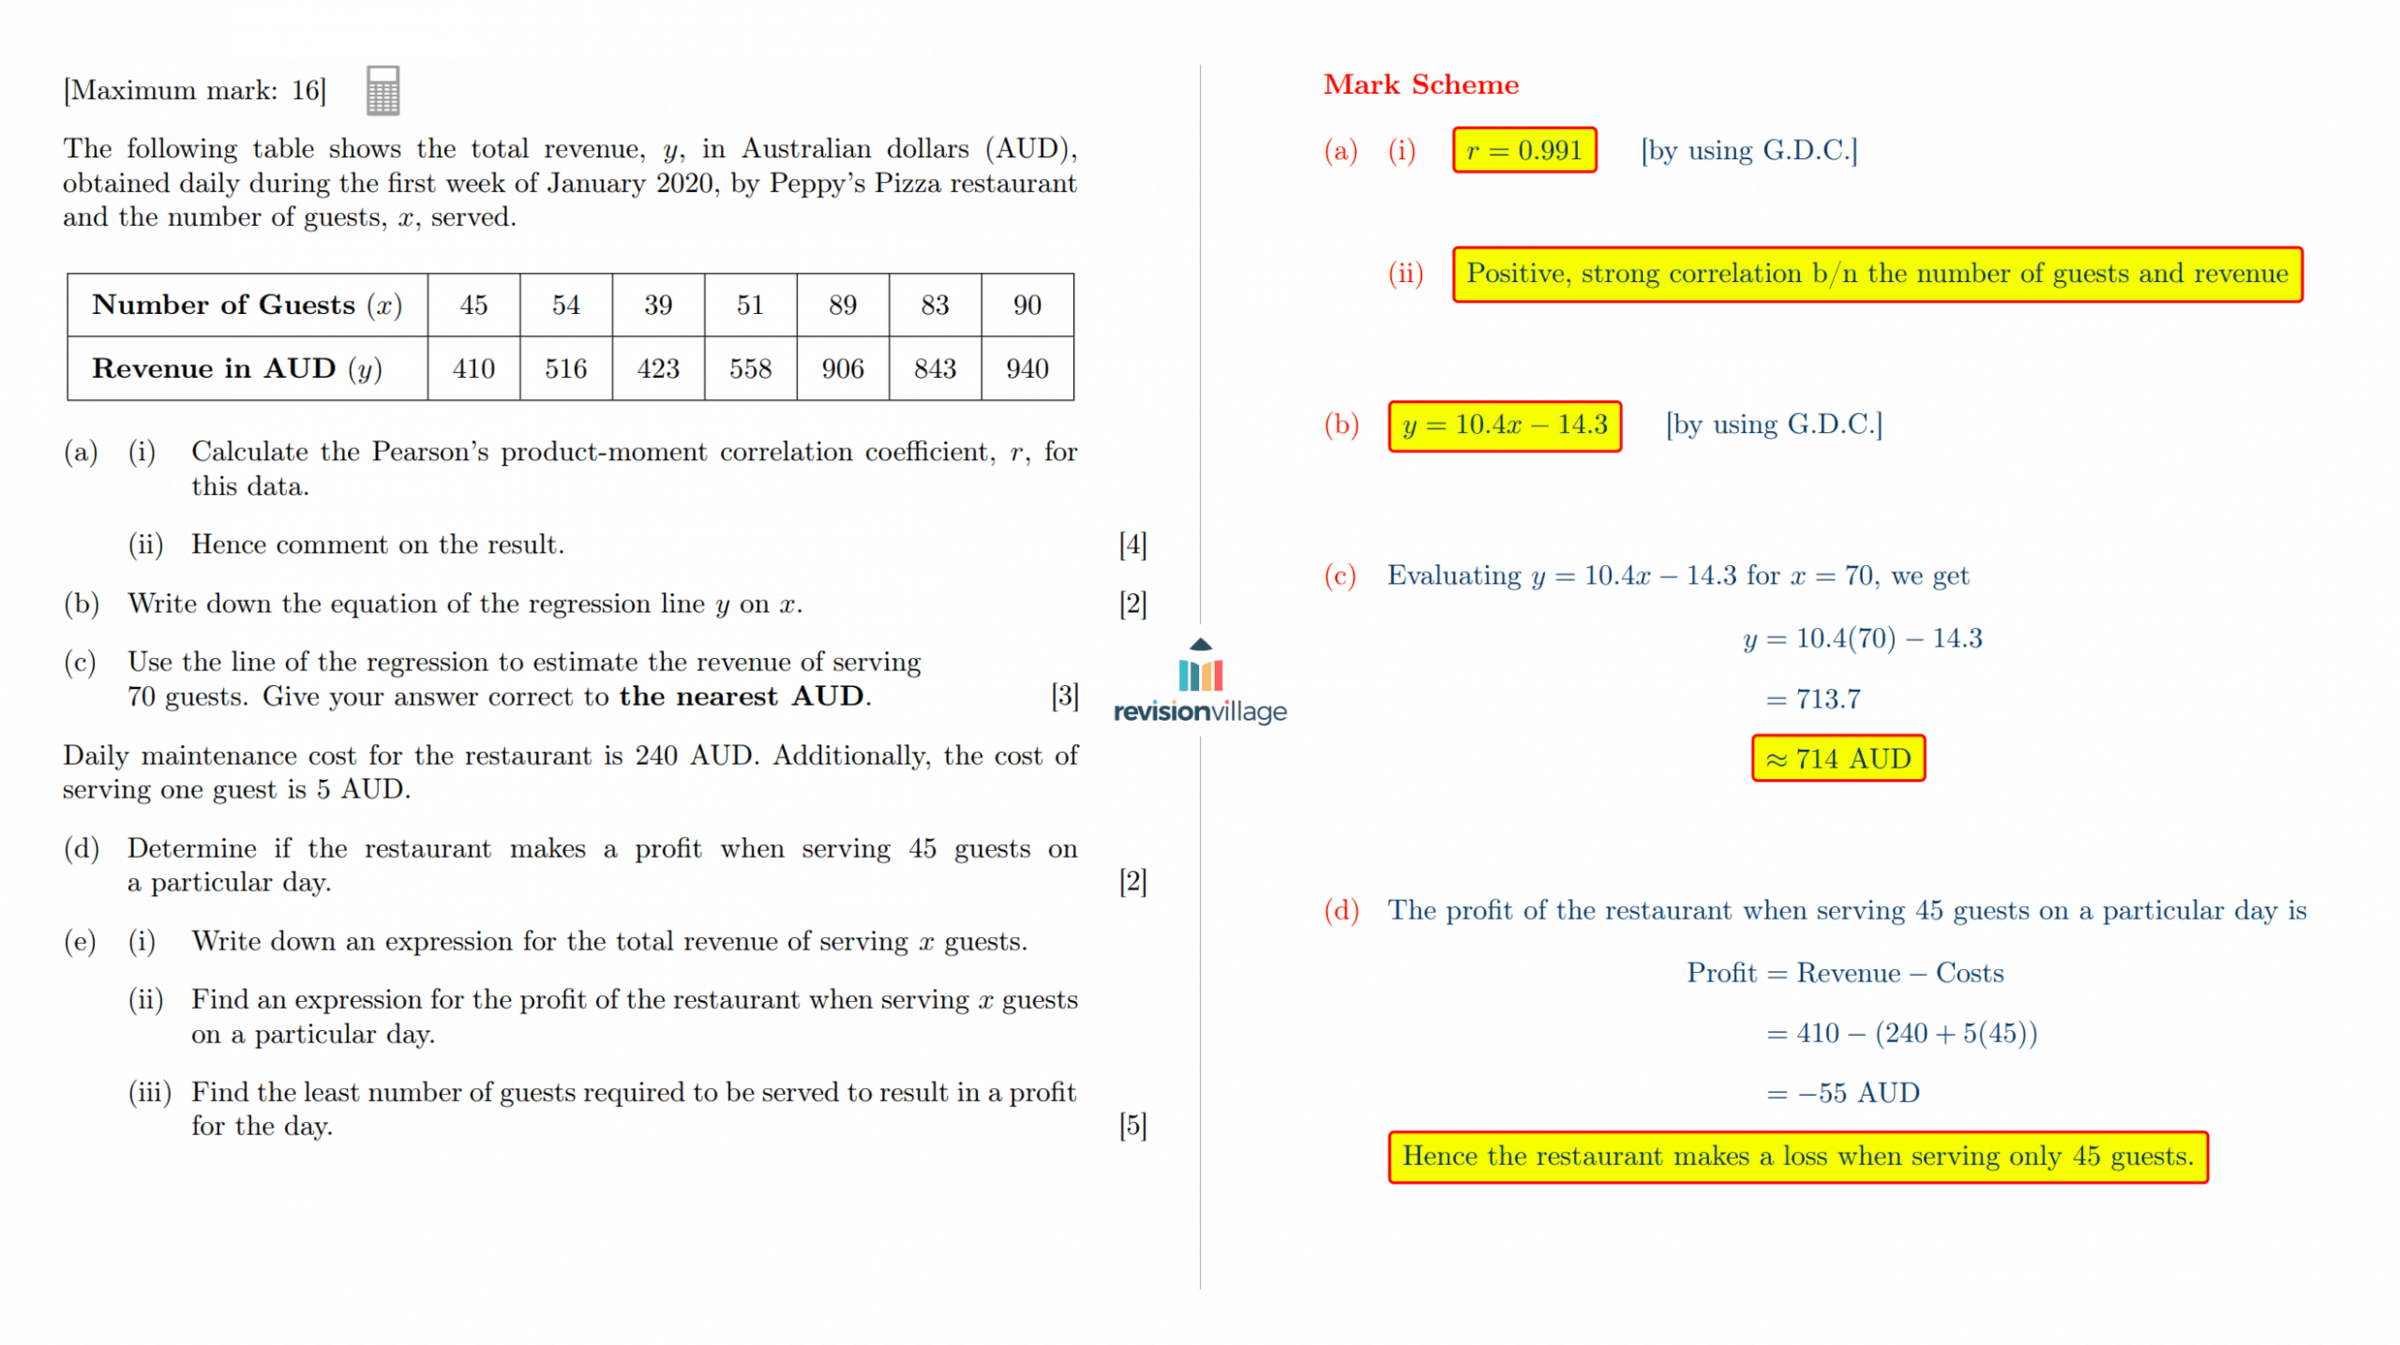 [Maximum mark: 16]
The following table shows the total revenue, y, in Australian dollars (AUD),
obtained daily during the first week of January 2020, by Peppy's Pizza restaurant
and the number of guests, x, served.
Number of Guests (x) 45 54 39 51 89 83 90
Revenue in AUD (y) 410 516 423 558 906 843 940
(a) (i) Calculate the Pearson's product-moment correlation coefficient, r, for
this data.
(ii) Hence comment on the result. [4]
(b) Write down the equation of the regression line y on x. [2]
(c) Use the line of the regression to estimate the revenue of serving
70 guests. Give your answer correct to the nearest AUD. [3]
Daily maintenance cost for the restaurant is 240 AUD. Additionally, the cost of
serving one guest is 5 AUD.
(d) Determine if the restaurant makes a profit when serving 45 guests on
a particular day. [2]
(e) (i) Write down an expression for the total revenue of serving x guests.
(ii) Find an expression for the profit of the restaurant when serving x guests
on a particular day.
(iii) Find the least number of guests required to be served to result in a profit
for the day. [5]
revisionvillage
Mark Scheme
(a) (i) r = 0.991 [by using G.D.C.]
(ii) Positive, strong correlation b/n the number of guests and revenue
(b) y = 10.4x − 14.3 [by using G.D.C.]
(c) Evaluating y = 10.4x − 14.3 for x = 70, we get
y = 10.4(70) − 14.3
= 713.7
≈ 714 AUD
(d) The profit of the restaurant when serving 45 guests on a particular day is
Profit = Revenue − Costs
= 410 − (240 + 5(45))
= −55 AUD
Hence the restaurant makes a loss when serving only 45 guests.